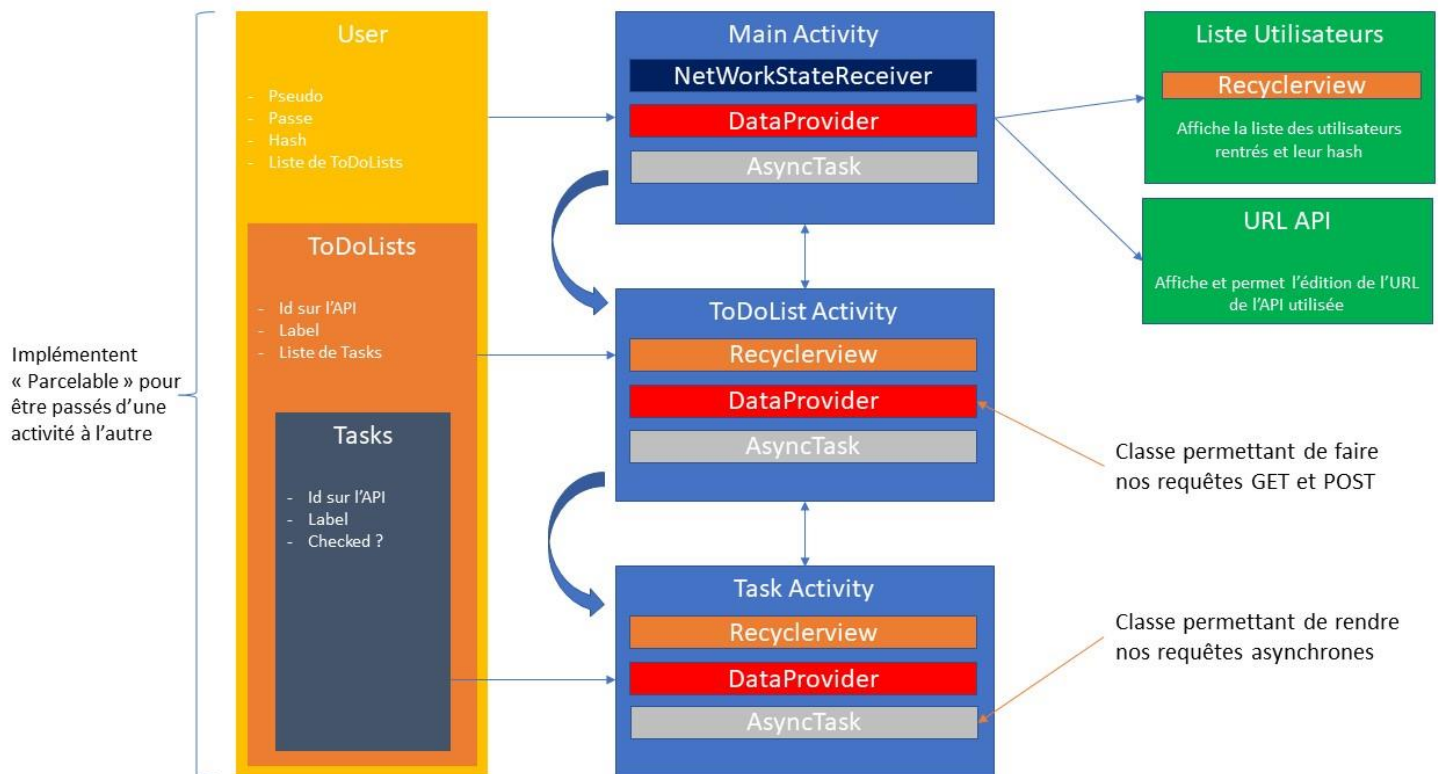 Implémentent
« Parcelable » pour
être passés d'une
activité à l'autre
User
- Pseudo
- Passe
- Hash
- Liste de ToDoLists
ToDoLists
- Id sur l'API
- Label
- Liste de Tasks
Tasks
- Id sur l'API
- Label
- Checked ?
Main Activity
NetWorkStateReceiver
DataProvider
AsyncTask
ToDoList Activity
Recyclerview
DataProvider
AsyncTask
Task Activity
Recyclerview
DataProvider
AsyncTask
Liste Utilisateurs
Recyclerview
Affiche la liste des utilisateurs
rentrés et leur hash
URL API
Affiche et permet l'édition de l'URL
de l'API utilisée
Classe permettant de faire
nos requêtes GET et POST
Classe permettant de rendre
nos requêtes asynchrones